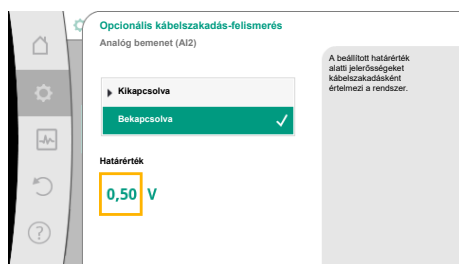 Opcionális kábelszakadás-felismerés
Analóg bemenet (AI2)
Kikapcsolva
Bekapcsolva
Határérték
0,50 V
A beállított határérték
alatti jelerősségeket
kábelszakadásként
értelmezi a rendszer.
?